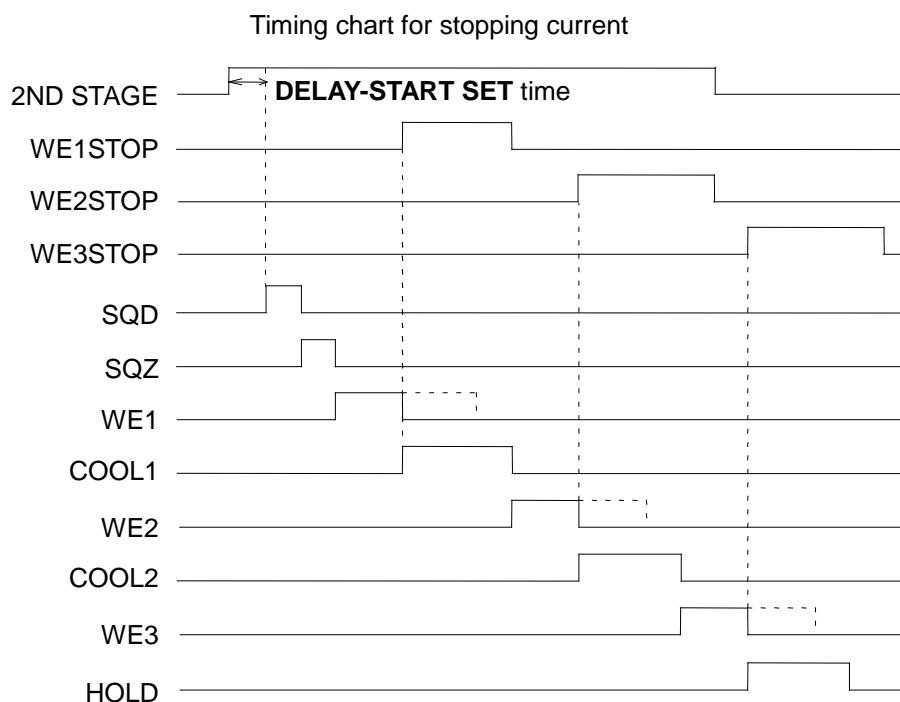 Timing chart for stopping current
2ND STAGE
DELAY-START SET time
WE1STOP
WE2STOP
WE3STOP
SQD
SQZ
WE1
COOL1
WE2
COOL2
WE3
HOLD